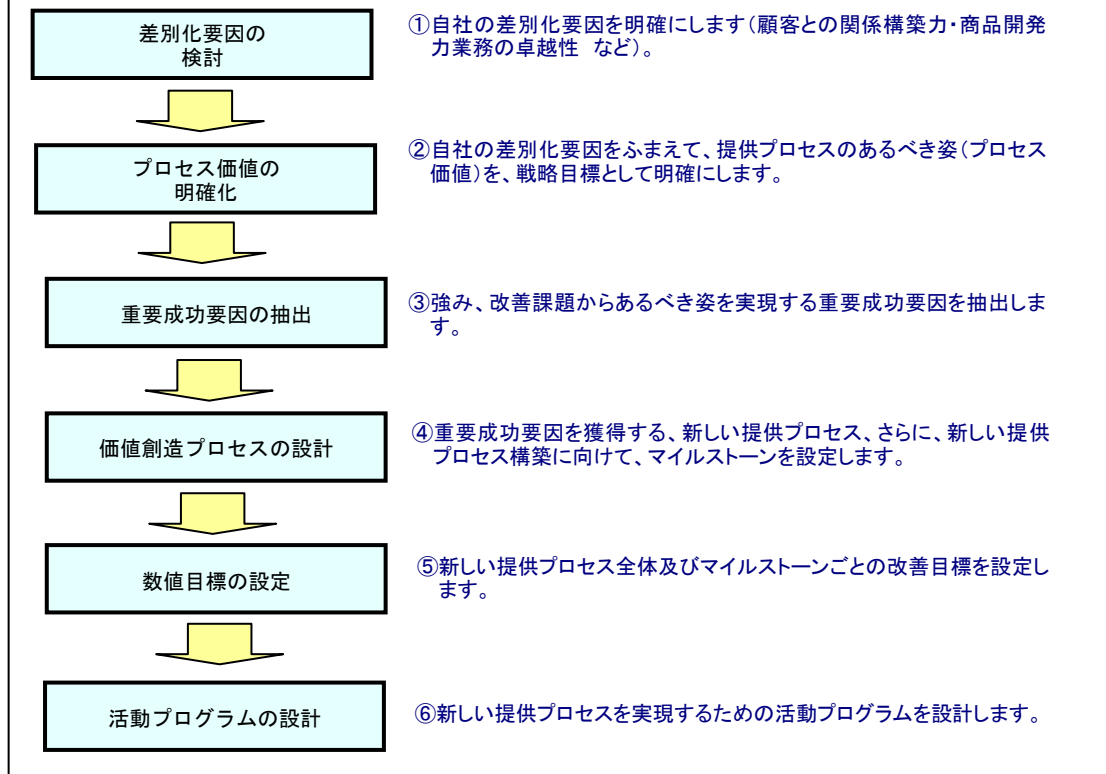 差別化要因の
検討
①自社の差別化要因を明確にします（顧客との関係構築力・商品開発
力業務の卓越性 など）。
プロセス価値の
明確化
②自社の差別化要因をふまえて、提供プロセスのあるべき姿（プロセス
価値）を、戦略目標として明確にします。
重要成功要因の抽出
③強み、改善課題からあるべき姿を実現する重要成功要因を抽出しま
す。
価値創造プロセスの設計
④重要成功要因を獲得する、新しい提供プロセス、さらに、新しい提供
プロセス構築に向けて、マイルストーンを設定します。
数値目標の設定
⑤新しい提供プロセス全体及びマイルストーンごとの改善目標を設定し
ます。
活動プログラムの設計
⑥新しい提供プロセスを実現するための活動プログラムを設計します。